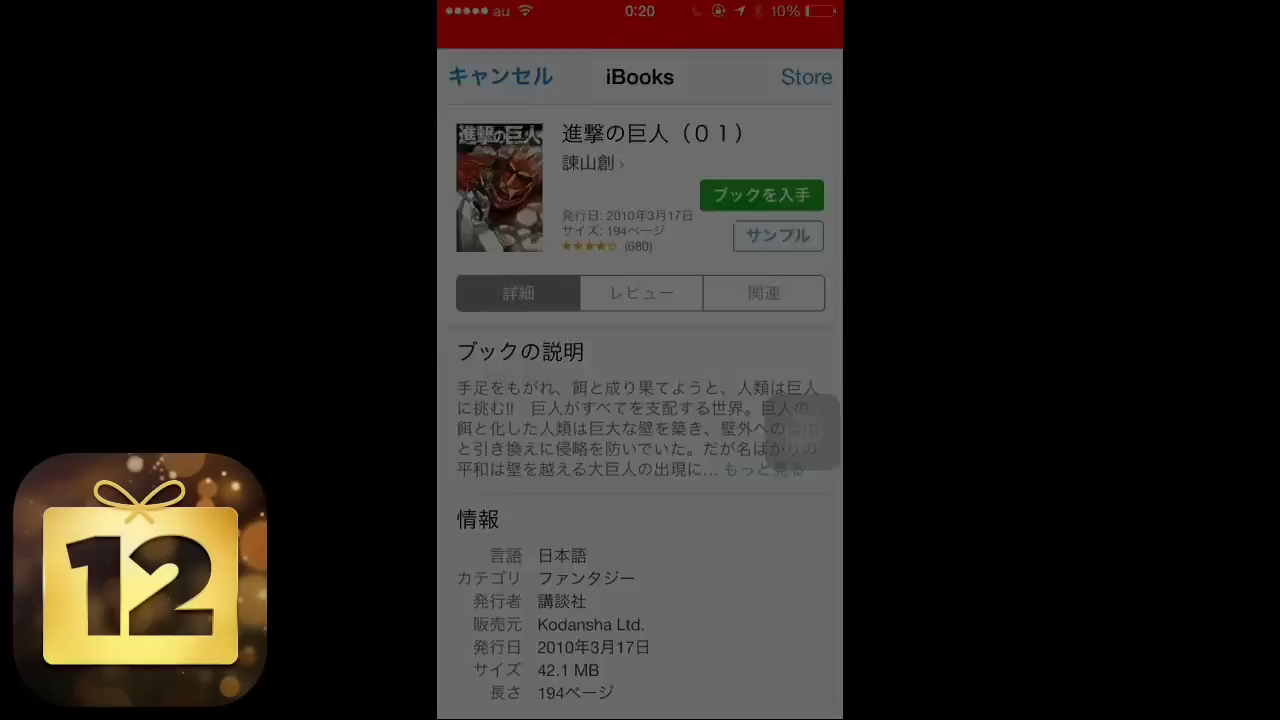 au 0:20 10%
キャンセル iBooks Store
進撃の巨人
進撃の巨人（０１）
諫山創 ›
ブックを入手
発行日: 2010年3月17日
サイズ: 194ページ
サンプル
★★★★☆ (680)
詳細 レビュー 関連
ブックの説明
手足をもがれ、餌と成り果てようと、人類は巨人
に挑む!! 巨人がすべてを支配する世界。巨人の
餌と化した人類は巨大な壁を築き、壁外への
と引き換えに侵略を防いでいた。だが名ばかりの
平和は壁を越える大巨人の出現に... もっと見る
情報
言語 日本語
カテゴリ ファンタジー
発行者 講談社
販売元 Kodansha Ltd.
発行日 2010年3月17日
サイズ 42.1 MB
長さ 194ページ
12